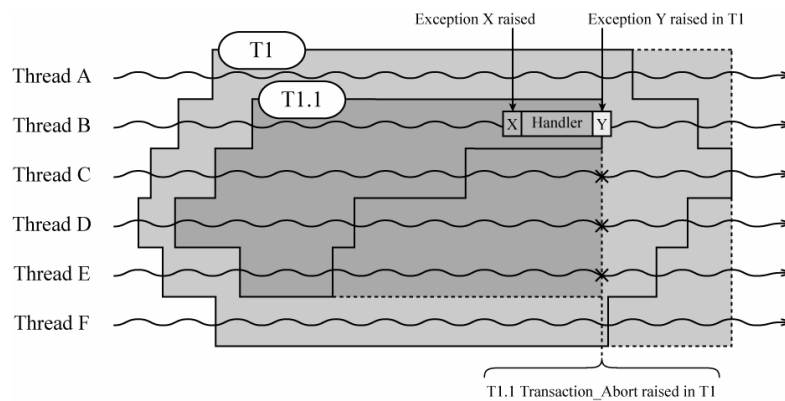 Exception X raised
Exception Y raised in T1
T1
Thread A
T1.1
Thread B
X
Handler
Y
Thread C
Thread D
Thread E
Thread F
T1.1 Transaction_Abort raised in T1